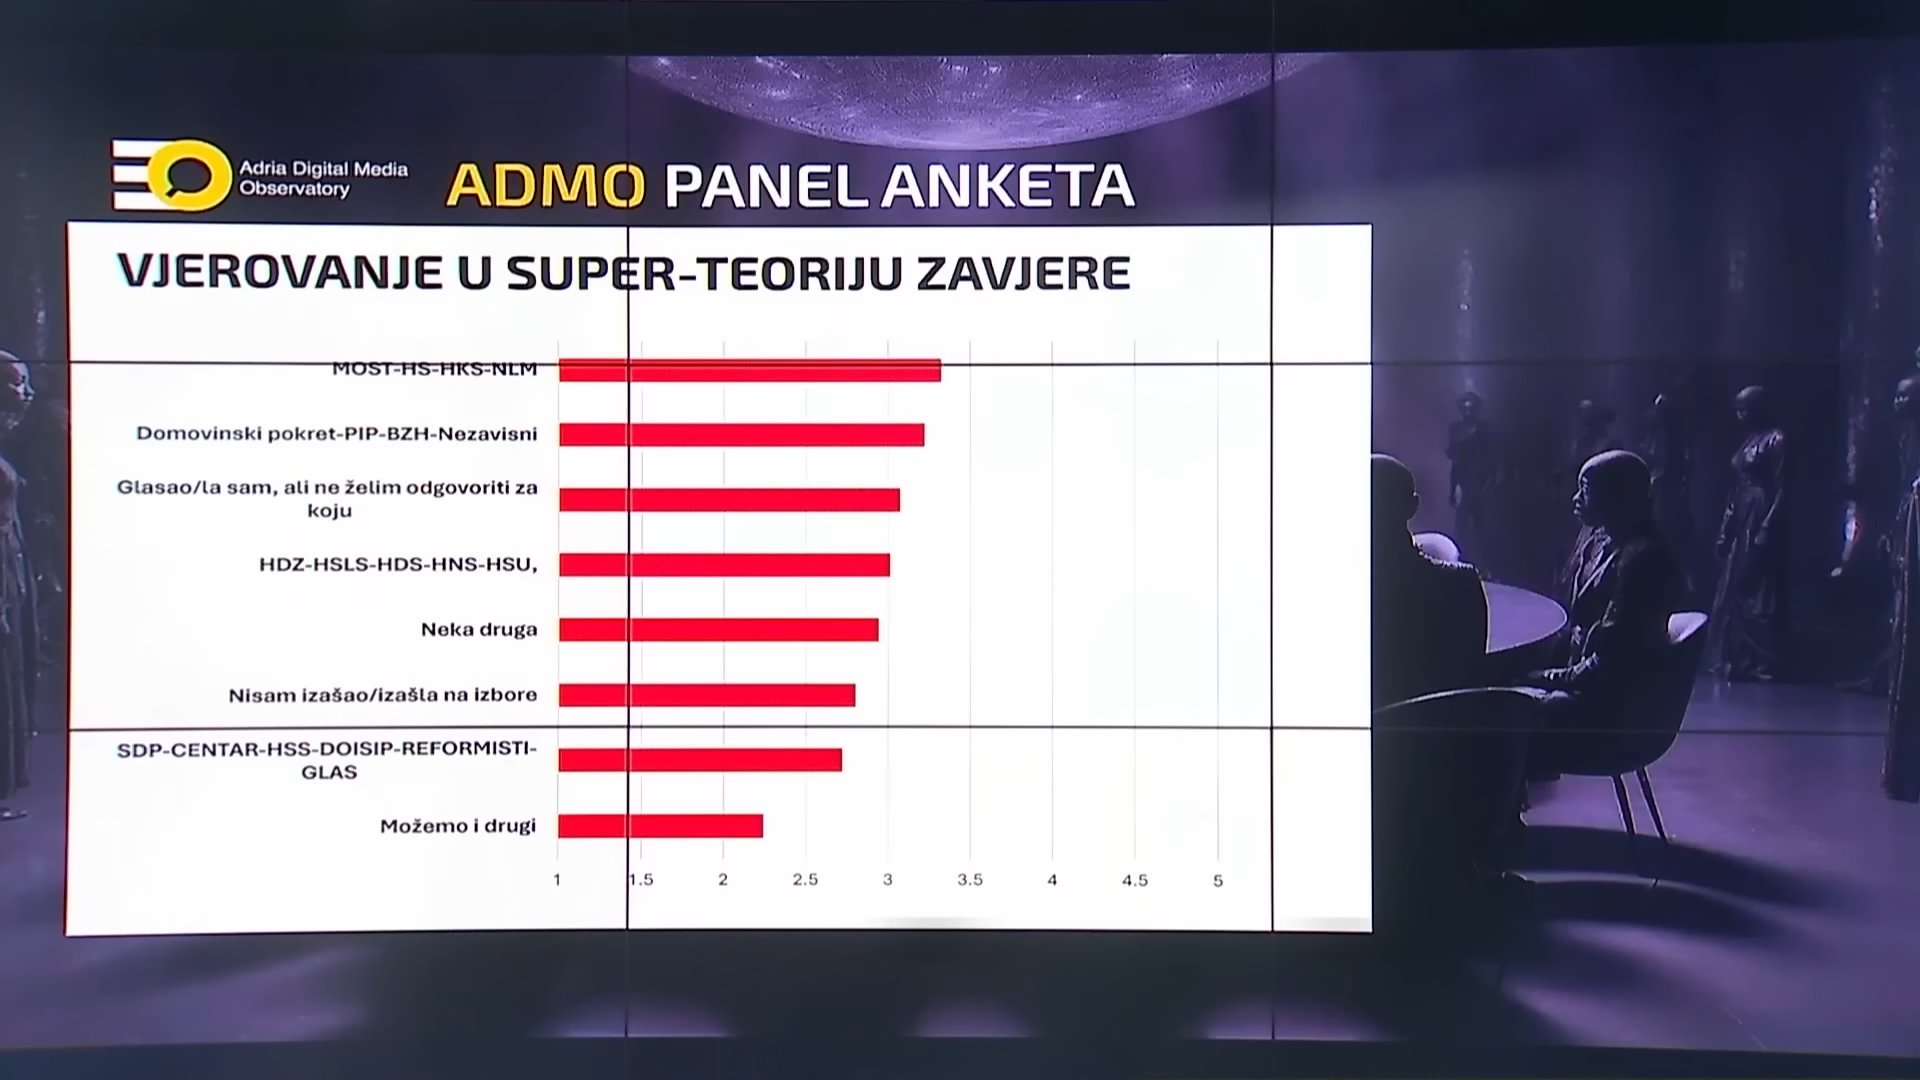 Adria Digital Media
Observatory
ADMO PANEL ANKETA
VJEROVANJE U SUPER-TEORIJU ZAVJERE
MOST-HS-HKS-NLM
Domovinski pokret-PIP-BZH-Nezavisni
Glasao/la sam, ali ne želim odgovoriti za
koju
HDZ-HSLS-HDS-HNS-HSU,
Neka druga
Nisam izašao/izašla na izbore
SDP-CENTAR-HSS-DOISIP-REFORMISTI-
GLAS
Možemo i drugi
1 1.5 2 2.5 3 3.5 4 4.5 5